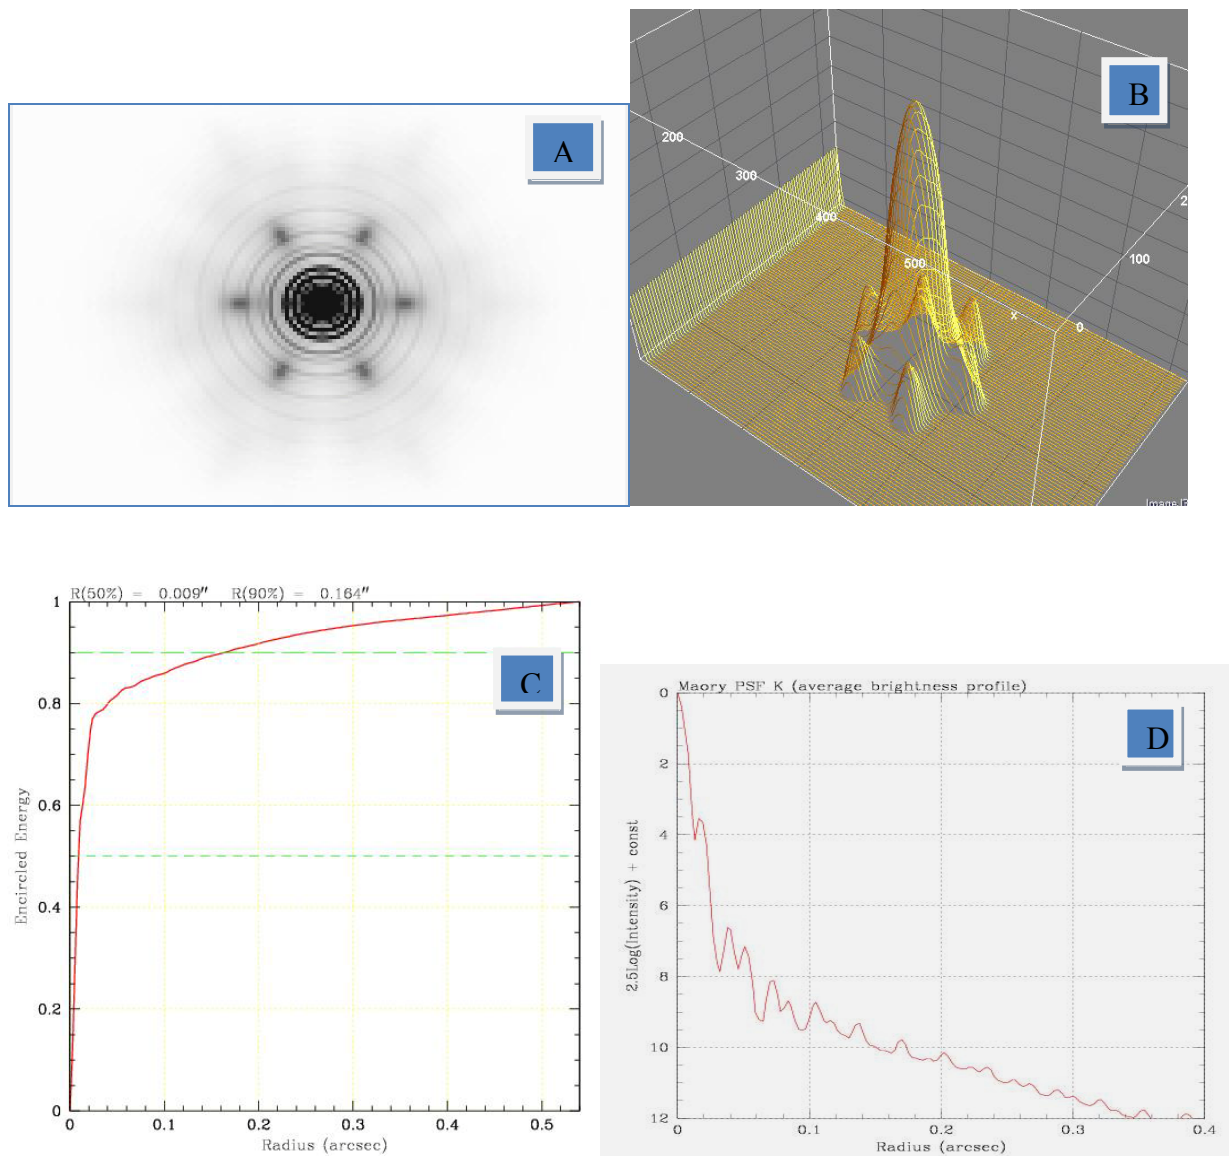 A
B
200
300
400
500
x
0
100
2
Image I3
R(50%) = 0.009" R(90%) = 0.164"
C
1
0.8
0.6
0.4
0.2
0
Encircled Energy
0
0.1
0.2
0.3
0.4
0.5
Radius (arcsec)
Maory PSF K (average brightness profile)
D
0
2
4
6
8
10
12
2.5Log(Intensity) + const
0
0.1
0.2
0.3
0.4
Radius (arcsec)